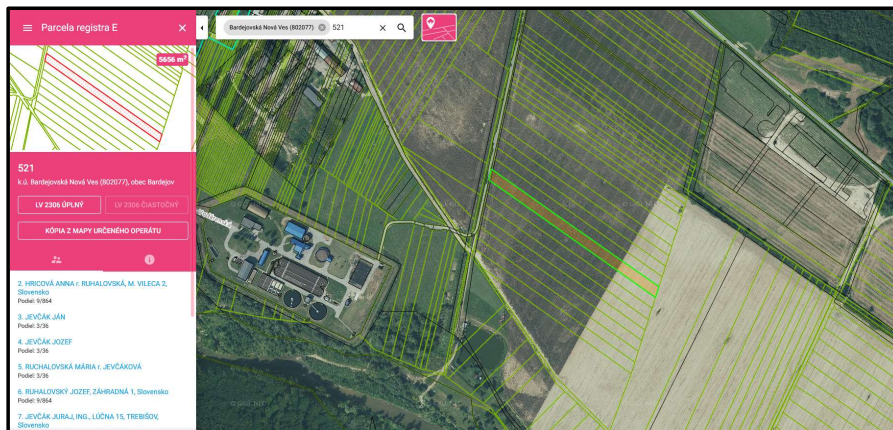 Parcela registra E
Bardejovská Nová Ves (802077)
521
5656 m²
521
k.ú. Bardejovská Nová Ves (802077), obec Bardejov
LV 2306 ÚPLNÝ
LV 2306 ČIASTOČNÝ
KÓPIA Z MAPY URČENÉHO OPERÁTU
2. HRICOVÁ ANNA r. RUHALOVSKÁ, M. VILECA 2,
Slovensko
Podiel: 9/864
3. JEVČÁK JÁN
Podiel: 3/36
4. JEVČÁK JOZEF
Podiel: 3/36
5. RUCHALOVSKÁ MÁRIA r. JEVČÁKOVÁ
Podiel: 3/36
6. RUHALOVSKÝ JOZEF, ZÁHRADNÁ 1, Slovensko
Podiel: 9/864
7. JEVČÁK JURAJ, ING., LÚČNA 15, TREBIŠOV,
Slovensko